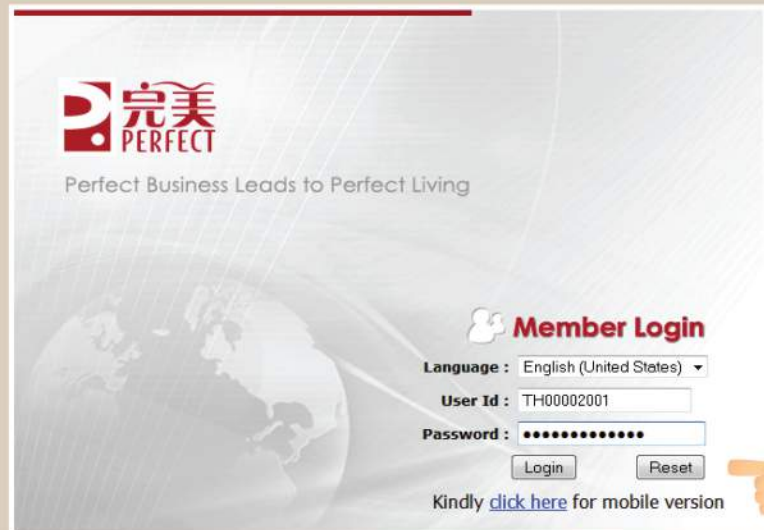 完美
PERFECT
Perfect Business Leads to Perfect Living
Member Login
Language : English (United States)
User Id : TH00002001
Password : •••••••••••••
Login Reset
Kindly click here for mobile version